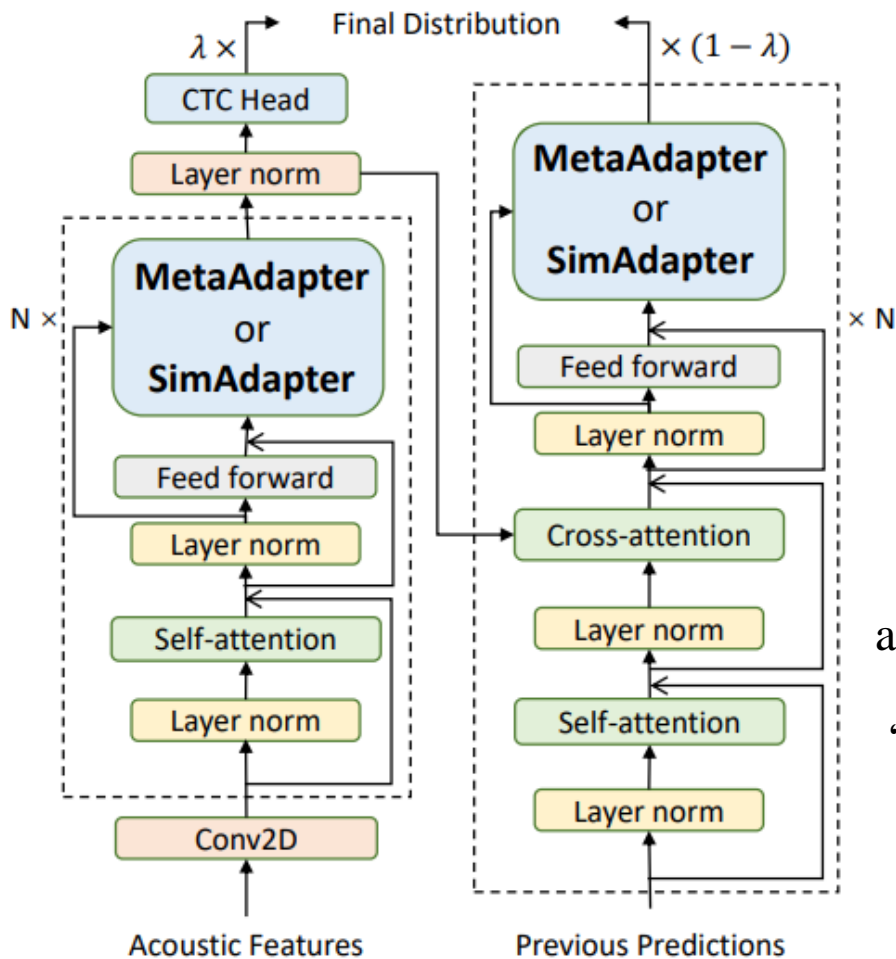 Final Distribution
λ ×
× (1 − λ)
CTC Head
Layer norm
MetaAdapter
or
SimAdapter
N ×
Feed forward
Layer norm
Self-attention
Layer norm
Conv2D
Acoustic Features
MetaAdapter
or
SimAdapter
× N
Feed forward
Layer norm
Cross-attention
Layer norm
Self-attention
Layer norm
Previous Predictions
a
‘